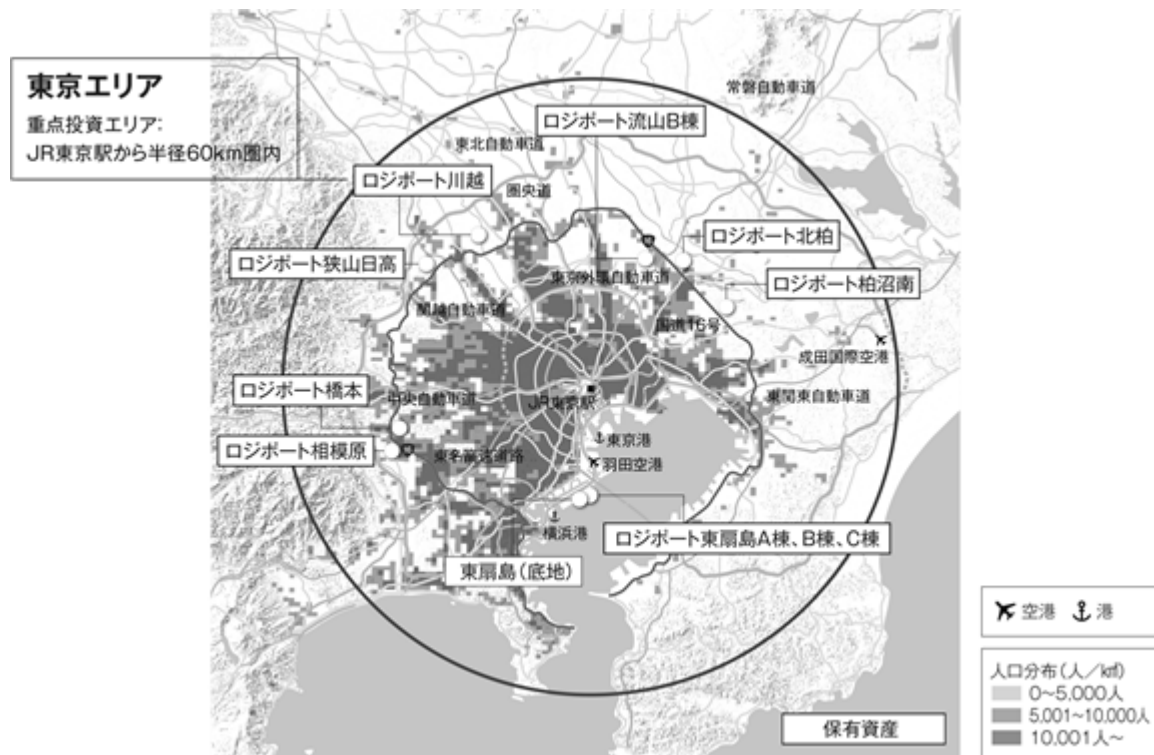 東京エリア
重点投資エリア:
JR東京駅から半径60km圏内
常磐自動車道
ロジポート流山B棟
東北自動車道
ロジポート川越
圏央道
ロジポート北柏
ロジポート狭山日高
東京外環自動車道
ロジポート柏沼南
関越自動車道
国道16号
成田国際空港
ロジポート橋本
中央自動車道
JR東京駅
東関東自動車道
ロジポート相模原
東名高速道路
東京港
羽田空港
横浜港
ロジポート東扇島A棟、B棟、C棟
東扇島(底地)
空港 港
人口分布(人/k㎡)
0~5,000人
5,001~10,000人
10,001人~
保有資産